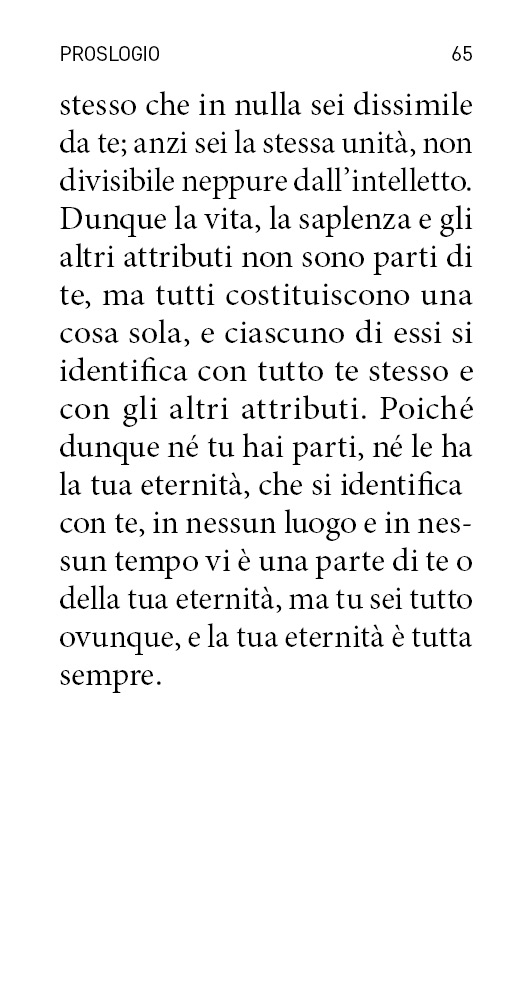 PROSLOGIO 65
stesso che in nulla sei dissimile
da te; anzi sei la stessa unità, non
divisibile neppure dall’intelletto.
Dunque la vita, la saplenza e gli
altri attributi non sono parti di
te, ma tutti costituiscono una
cosa sola, e ciascuno di essi si
identifica con tutto te stesso e
con gli altri attributi. Poiché
dunque né tu hai parti, né le ha
la tua eternità, che si identifica
con te, in nessun luogo e in nes-
sun tempo vi è una parte di te o
della tua eternità, ma tu sei tutto
ovunque, e la tua eternità è tutta
sempre.